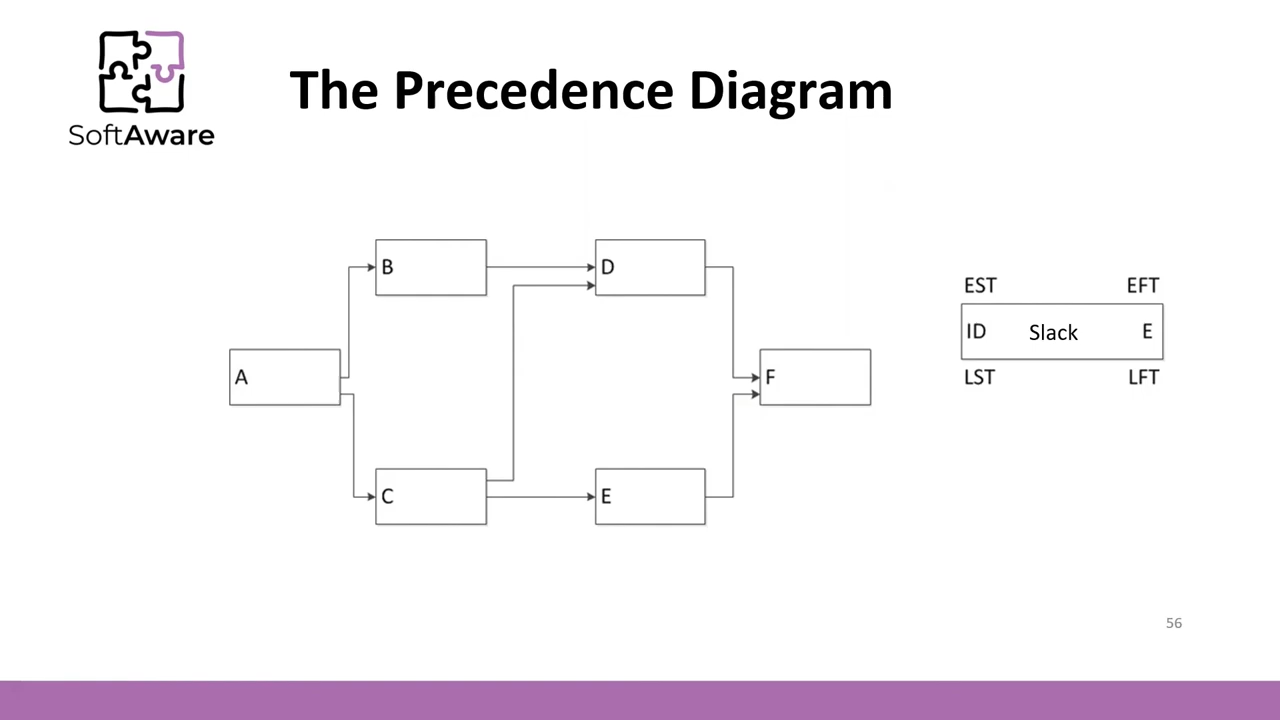 SoftAware
The Precedence Diagram
B
D
A
F
C
E
EST EFT
ID Slack E
LST LFT
56